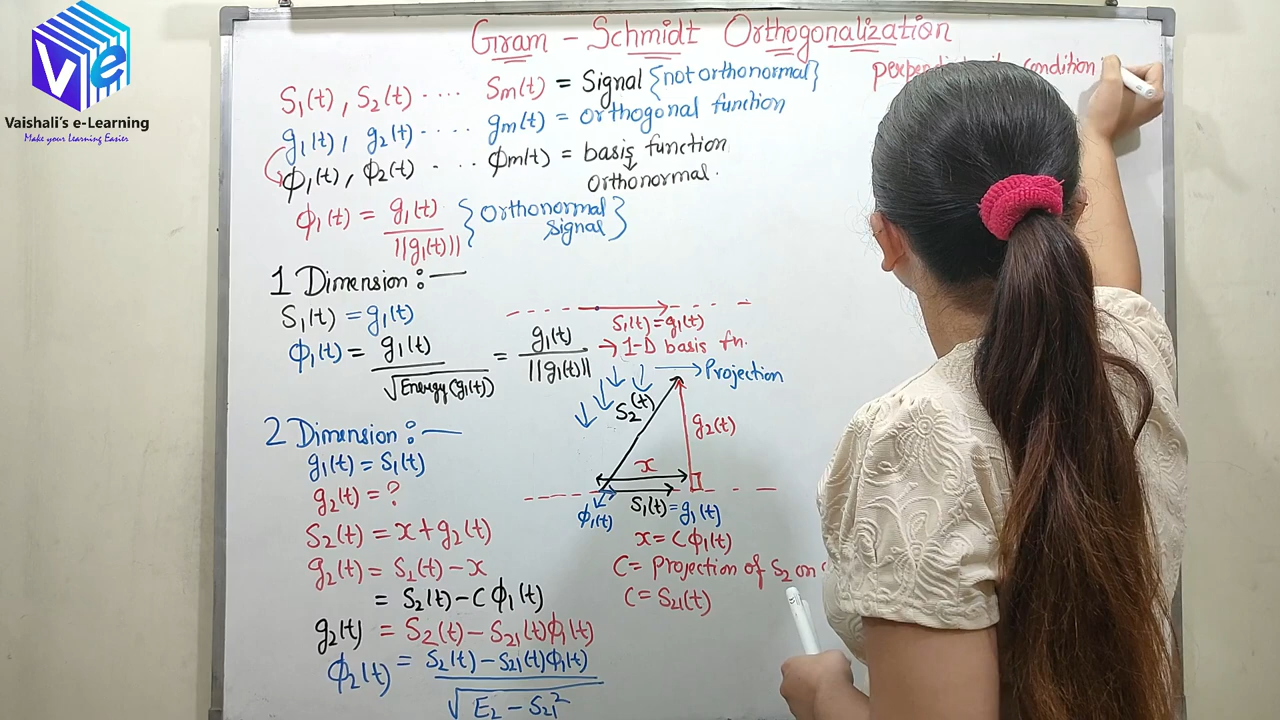 Ve
Vaishali's e-Learning
Make your Learning Easier
Gram - Schmidt Orthogonalization
S₁(t), S₂(t) .... Sm(t) = Signal {not orthonormal}
g₁(t), g₂(t) .... gm(t) = orthogonal function
ϕ₁(t), ϕ₂(t) ... ϕm(t) = basis function
↓
Orthonormal.
ϕ₁(t) = g₁(t) / ||g₁(t)|| {Orthonormal signal}
1 Dimension :—
S₁(t) = g₁(t)
ϕ₁(t) = g₁(t) / √Energy(g₁(t)) = g₁(t) / ||g₁(t)||
S₁(t) = g₁(t)
→ 1-D basis fn.
→ Projection
S₂(t)
g₂(t)
x
ϕ₁(t)
S₁(t) = g₁(t)
x = Cϕ₁(t)
C = Projection of S₂ on
C = S₂₁(t)
2 Dimension :—
g₁(t) = S₁(t)
g₂(t) = ?
S₂(t) = x + g₂(t)
g₂(t) = S₂(t) - x
= S₂(t) - Cϕ₁(t)
g₂(t) = S₂(t) - S₂₁(t)ϕ₁(t)
ϕ₂(t) = S₂(t) - S₂₁(t)ϕ₁(t) / √E₂ - S₂₁²
condition